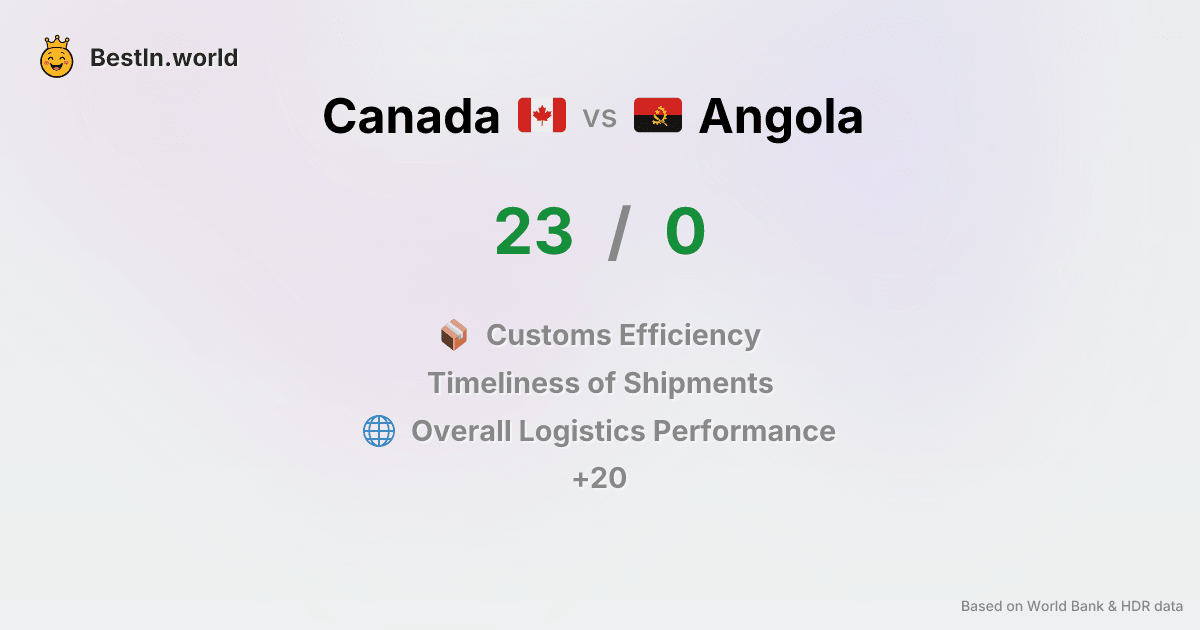 BestIn.world
Canada vs Angola
23 / 0
Customs Efficiency
Timeliness of Shipments
Overall Logistics Performance
+20
Based on World Bank & HDR data